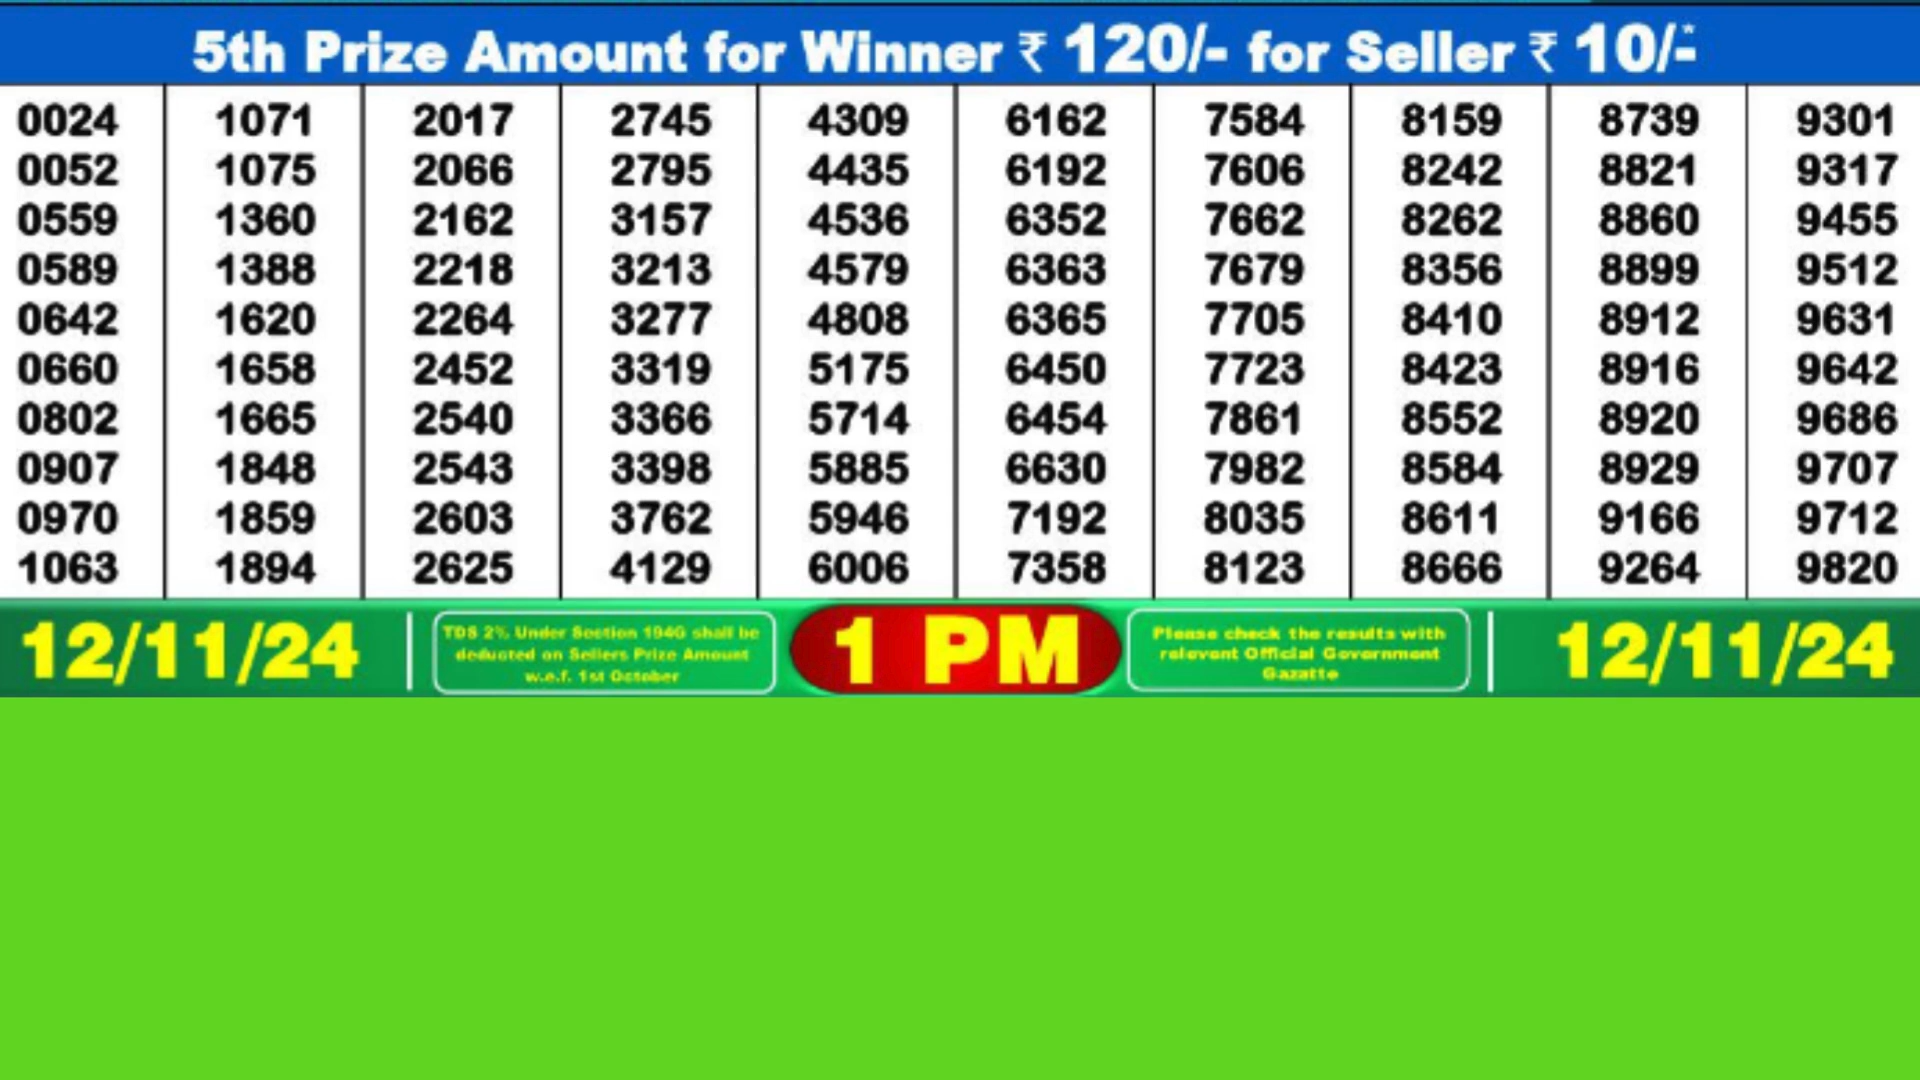 5th Prize Amount for Winner ₹ 120/- for Seller ₹ 10/-*
0024 1071 2017 2745 4309 6162 7584 8159 8739 9301
0052 1075 2066 2795 4435 6192 7606 8242 8821 9317
0559 1360 2162 3157 4536 6352 7662 8262 8860 9455
0589 1388 2218 3213 4579 6363 7679 8356 8899 9512
0642 1620 2264 3277 4808 6365 7705 8410 8912 9631
0660 1658 2452 3319 5175 6450 7723 8423 8916 9642
0802 1665 2540 3366 5714 6454 7861 8552 8920 9686
0907 1848 2543 3398 5885 6630 7982 8584 8929 9707
0970 1859 2603 3762 5946 7192 8035 8611 9166 9712
1063 1894 2625 4129 6006 7358 8123 8666 9264 9820
12/11/24
TDS 2% Under Section 194G shall be
deducted on Sellers Prize Amount
w.e.f. 1st October
1 PM
Please check the results with
relevent Official Government
Gazatte
12/11/24